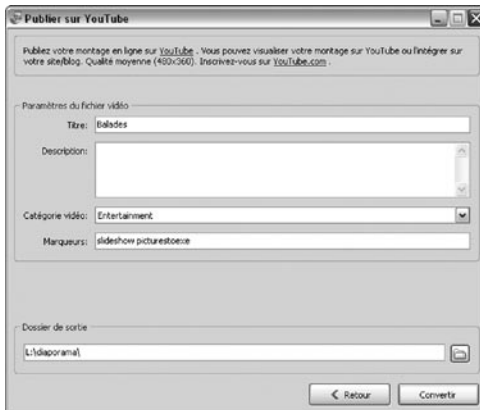 Publier sur YouTube
Publiez votre montage en ligne sur YouTube . Vous pouvez visualiser votre montage sur YouTube ou l'intégrer sur
votre site/blog. Qualité moyenne (480x360). Inscrivez-vous sur YouTube.com .
Paramètres du fichier vidéo
Titre: Balades
Description:
Catégorie vidéo: Entertainment
Marqueurs: slideshow picturestoexe
Dossier de sortie
L:\diaporama\
< Retour Convertir